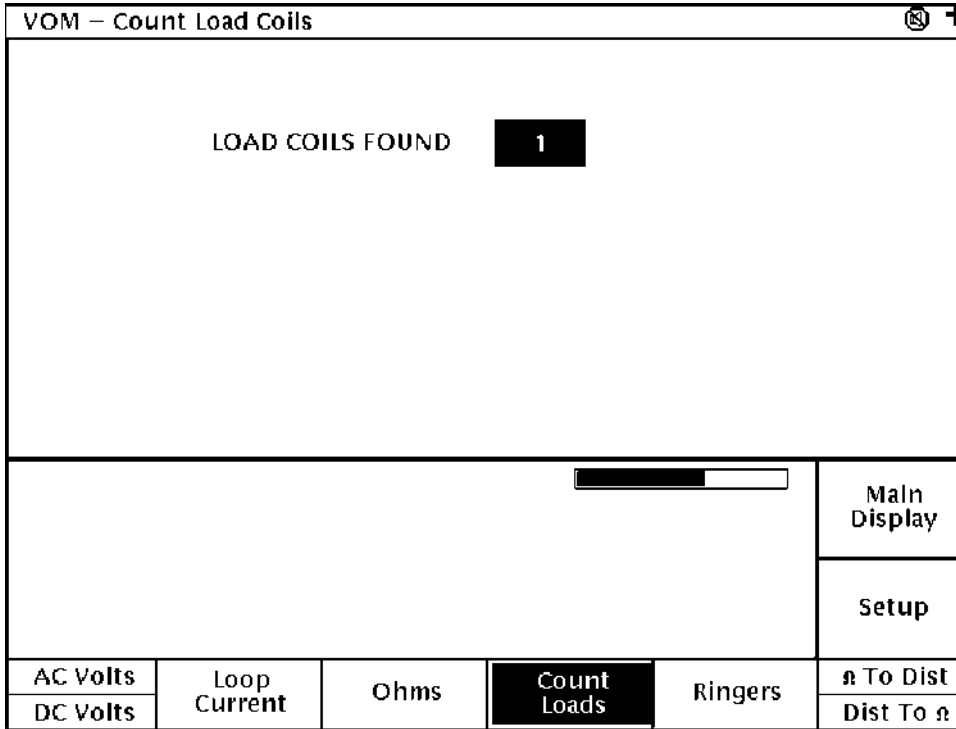 VOM – Count Load Coils
LOAD COILS FOUND 1
Main
Display
Setup
AC Volts
DC Volts
Loop
Current
Ohms
Count
Loads
Ringers
Ω To Dist
Dist To Ω